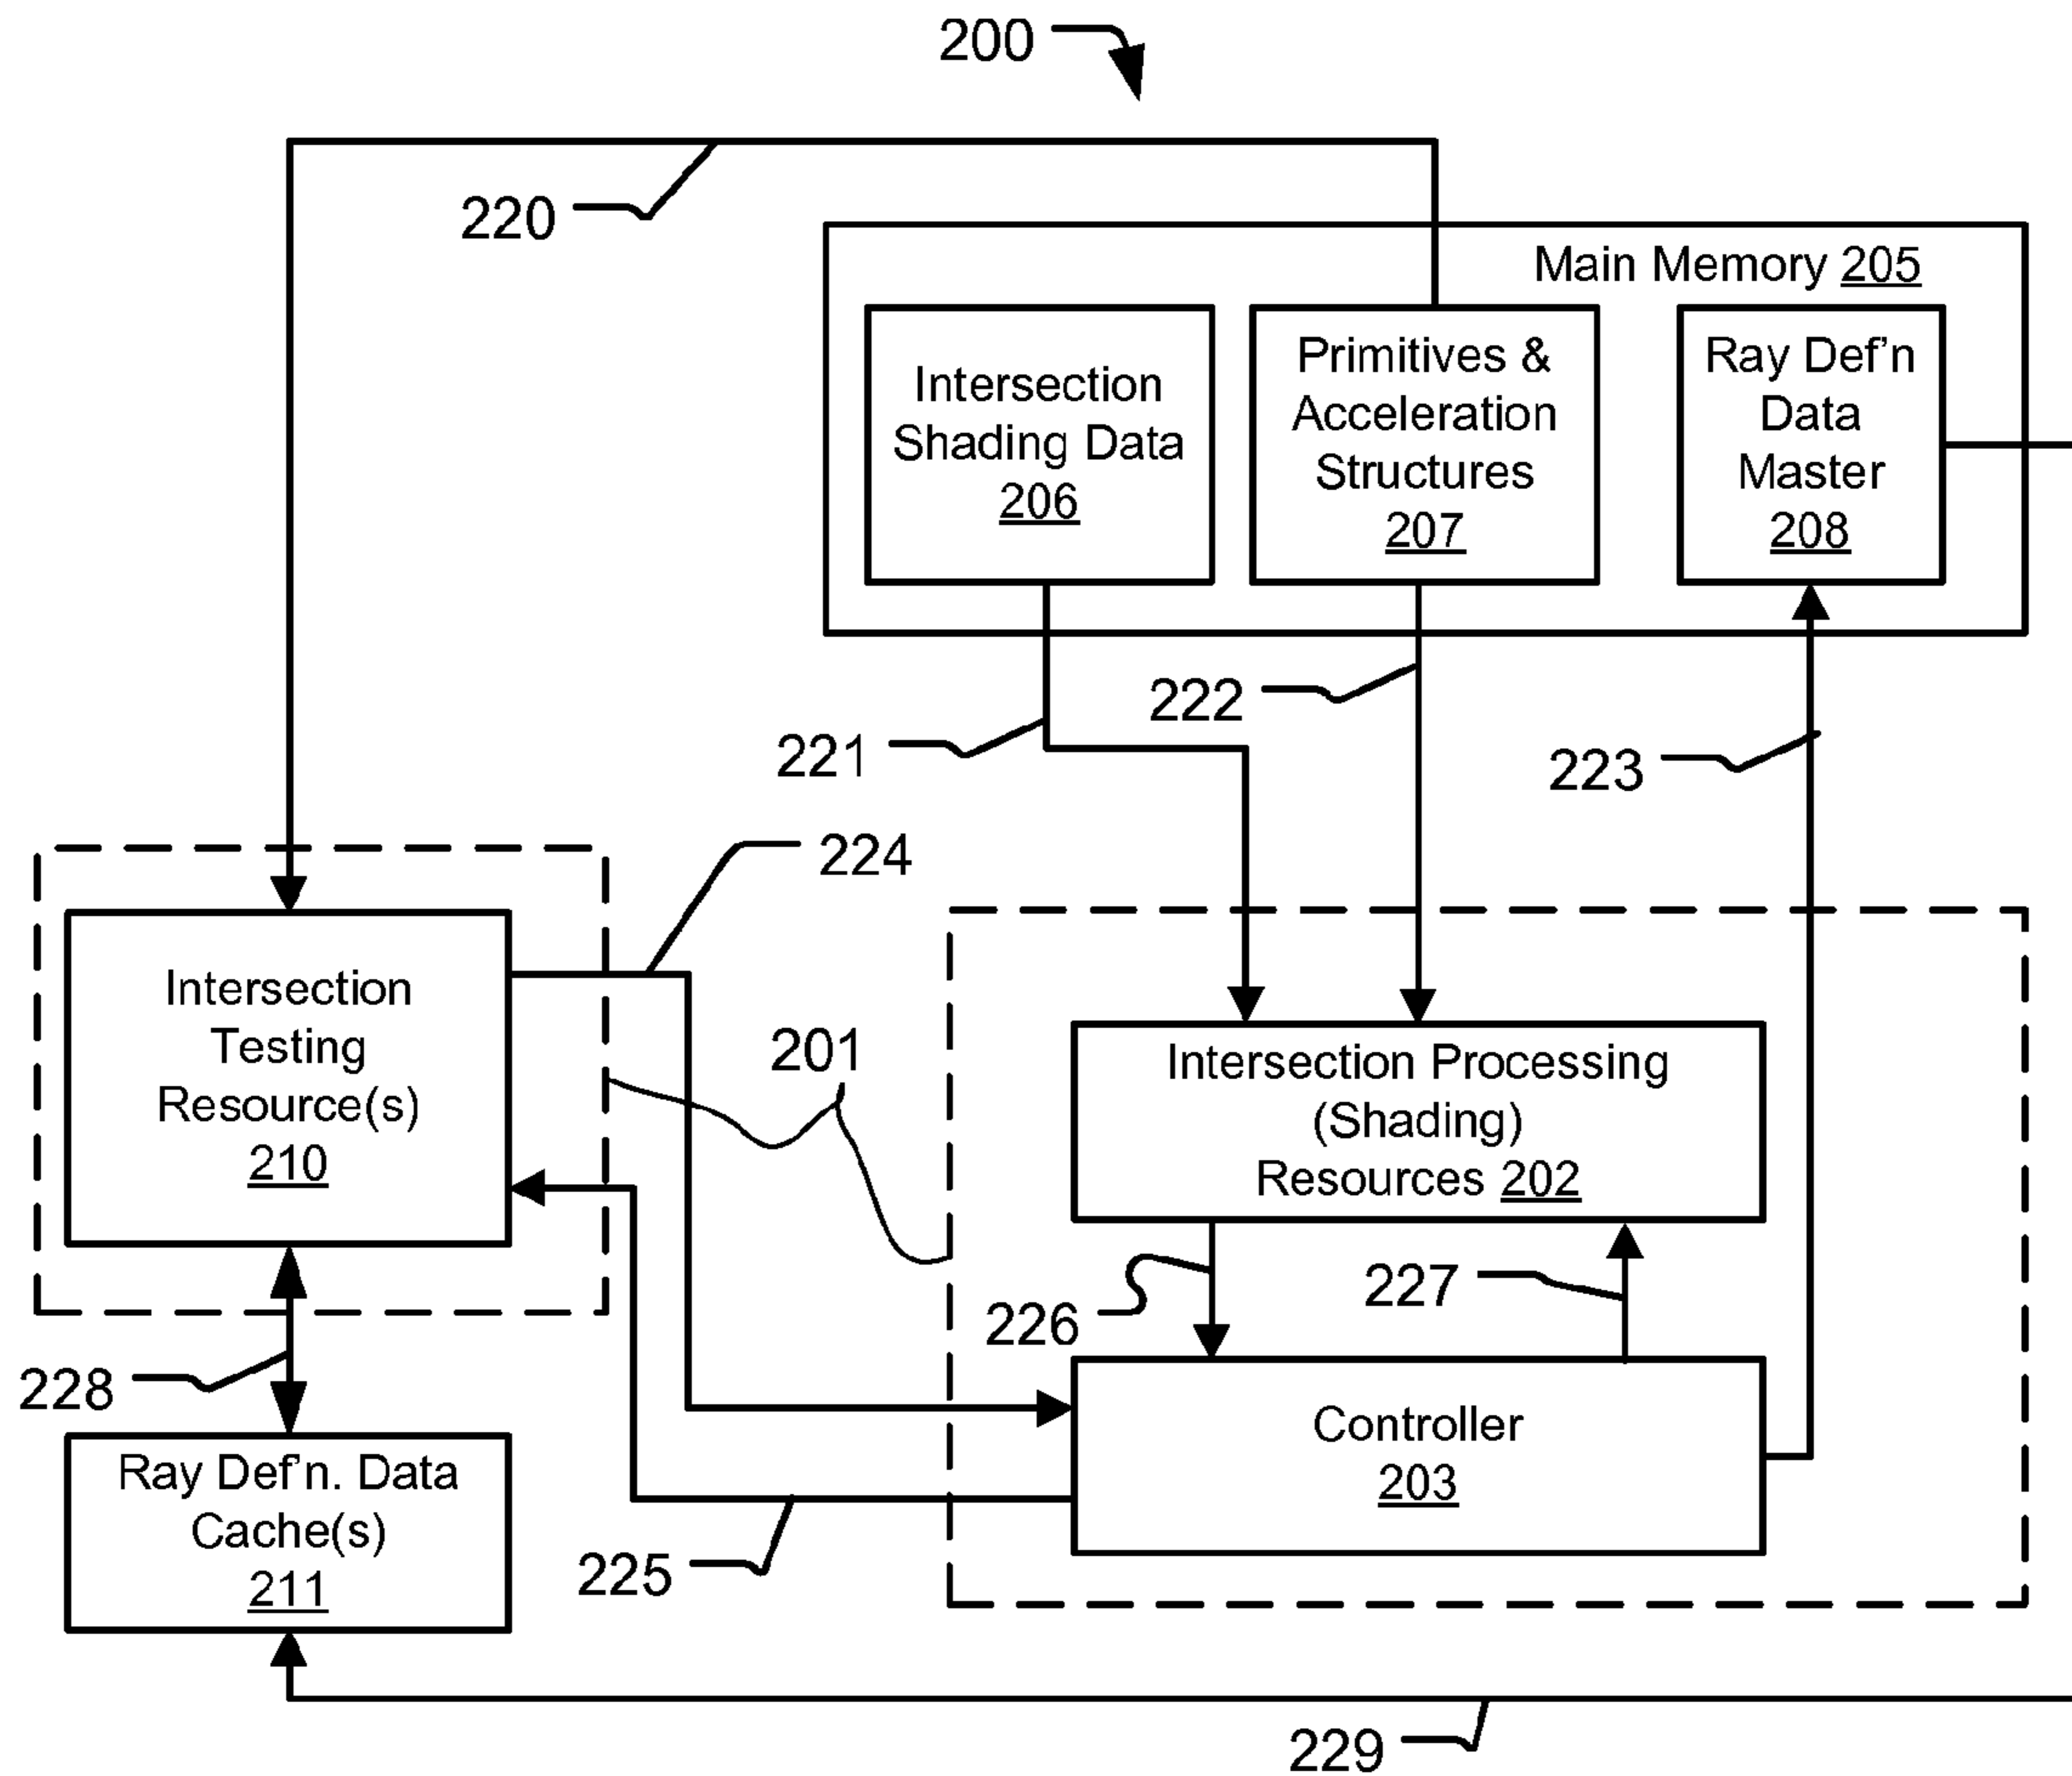 200
220
Main Memory 205
Intersection
Shading Data
206
Primitives &
Acceleration
Structures
207
Ray Def'n
Data
Master
208
221
222
223
224
Intersection
Testing
Resource(s)
210
201
Intersection Processing
(Shading)
Resources 202
226
227
228
Controller
203
Ray Def'n. Data
Cache(s)
211
225
229